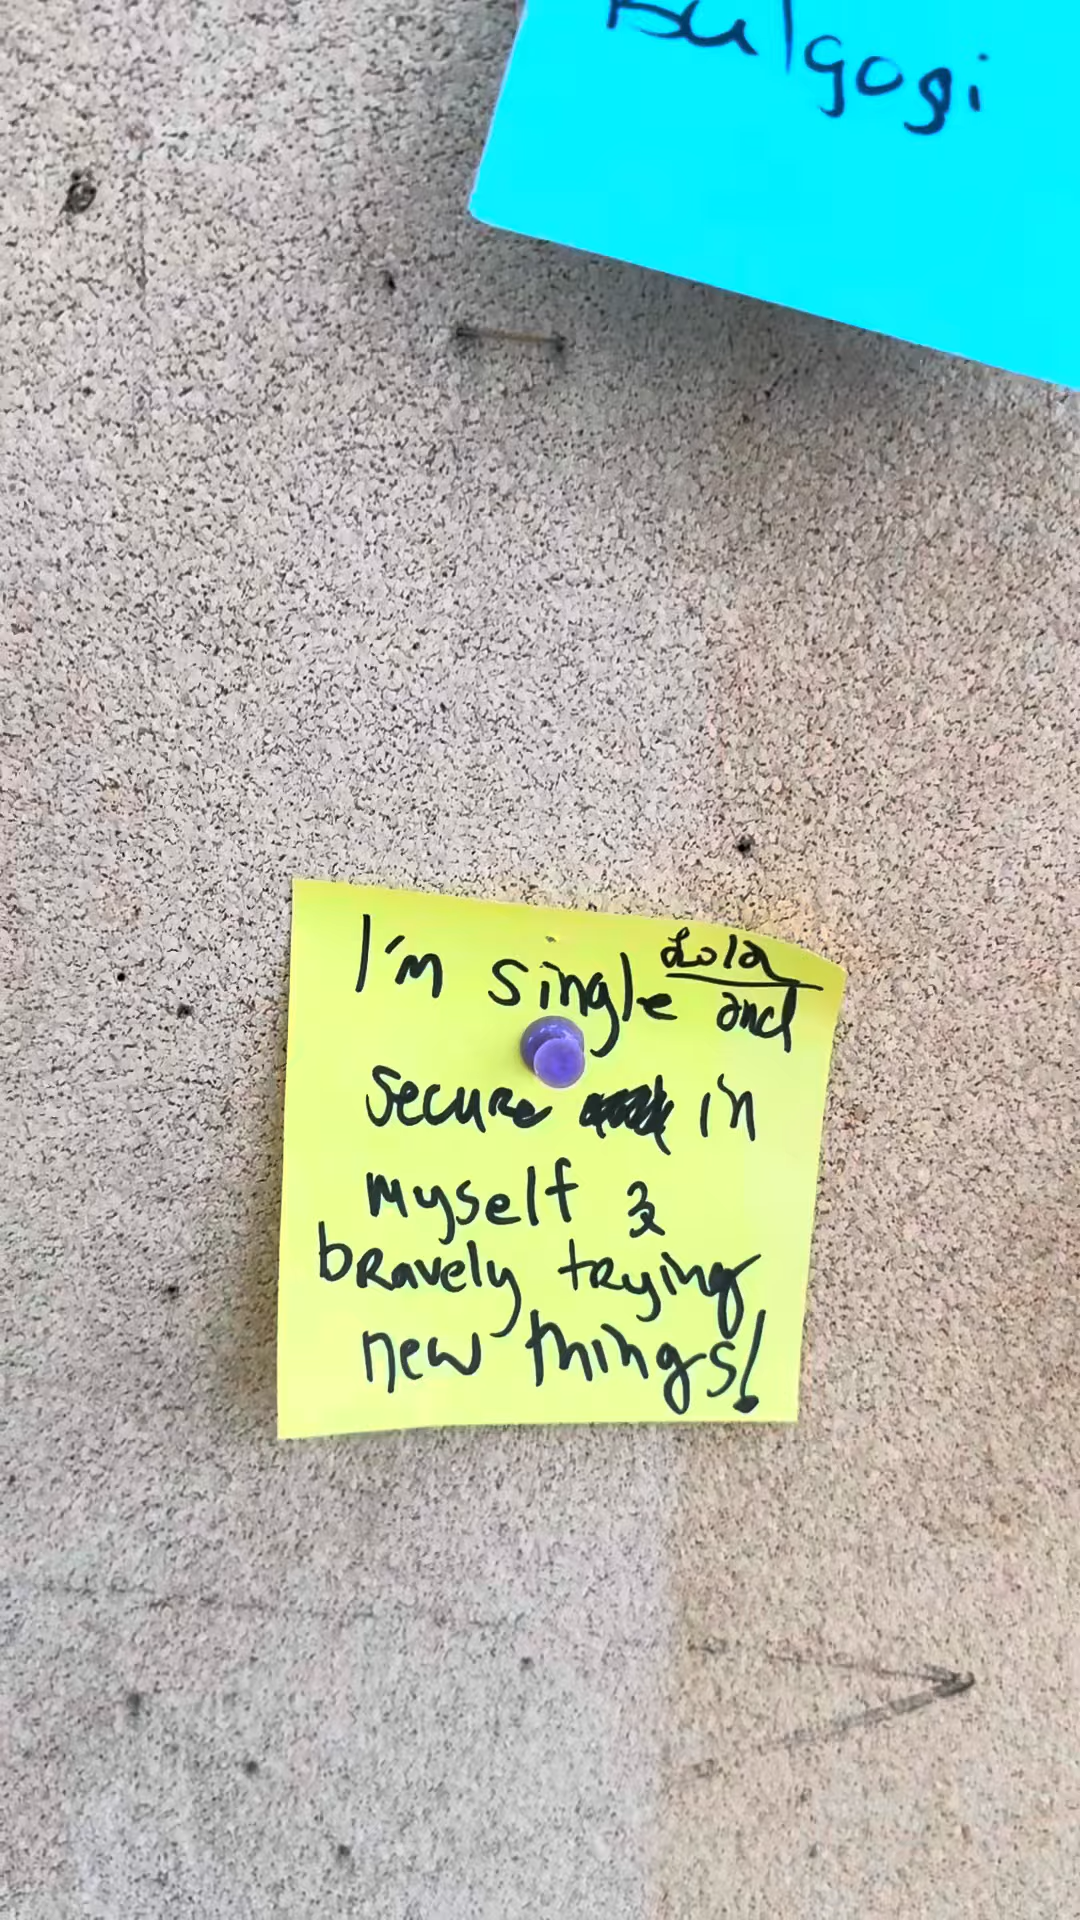 Bulgogi
Lola
I'm single and
secure in
myself &
bravely trying
new things!